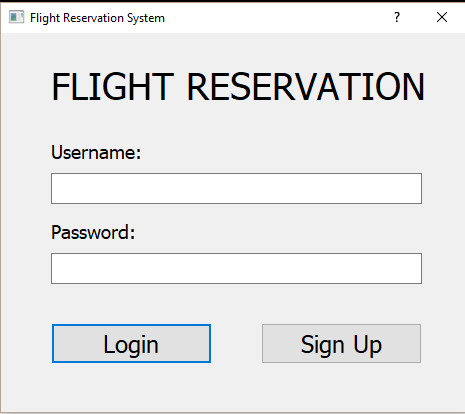 Flight Reservation System
?
FLIGHT RESERVATION
Username:
Password:
Login
Sign Up